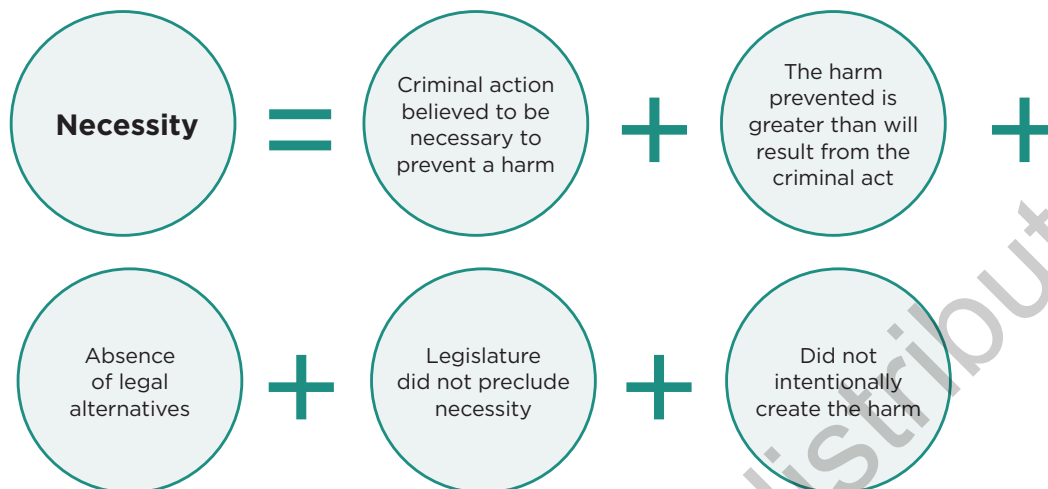 Necessity
=
Criminal action
believed to be
necessary to
prevent a harm
+
The harm
prevented is
greater than will
result from the
criminal act
+
Absence
of legal
alternatives
+
Legislature
did not preclude
necessity
+
Did not
intentionally
create the harm
distribut